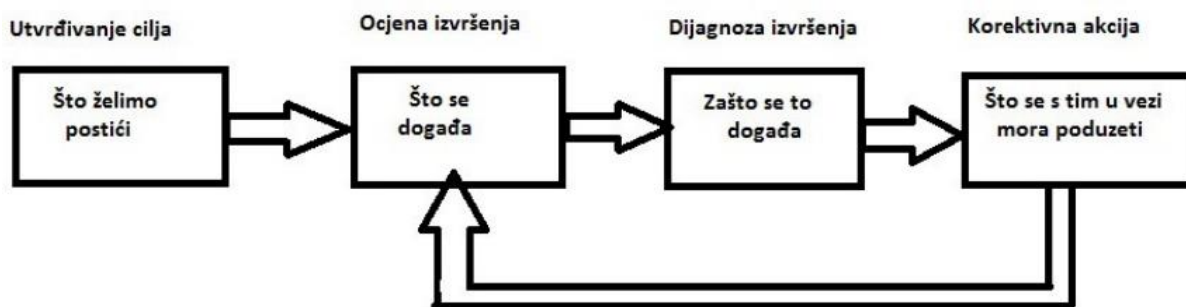 Utvrđivanje cilja
Ocjena izvršenja
Dijagnoza izvršenja
Korektivna akcija
Što želimo
postići
Što se
događa
Zašto se to
događa
Što se s tim u vezi
mora poduzeti